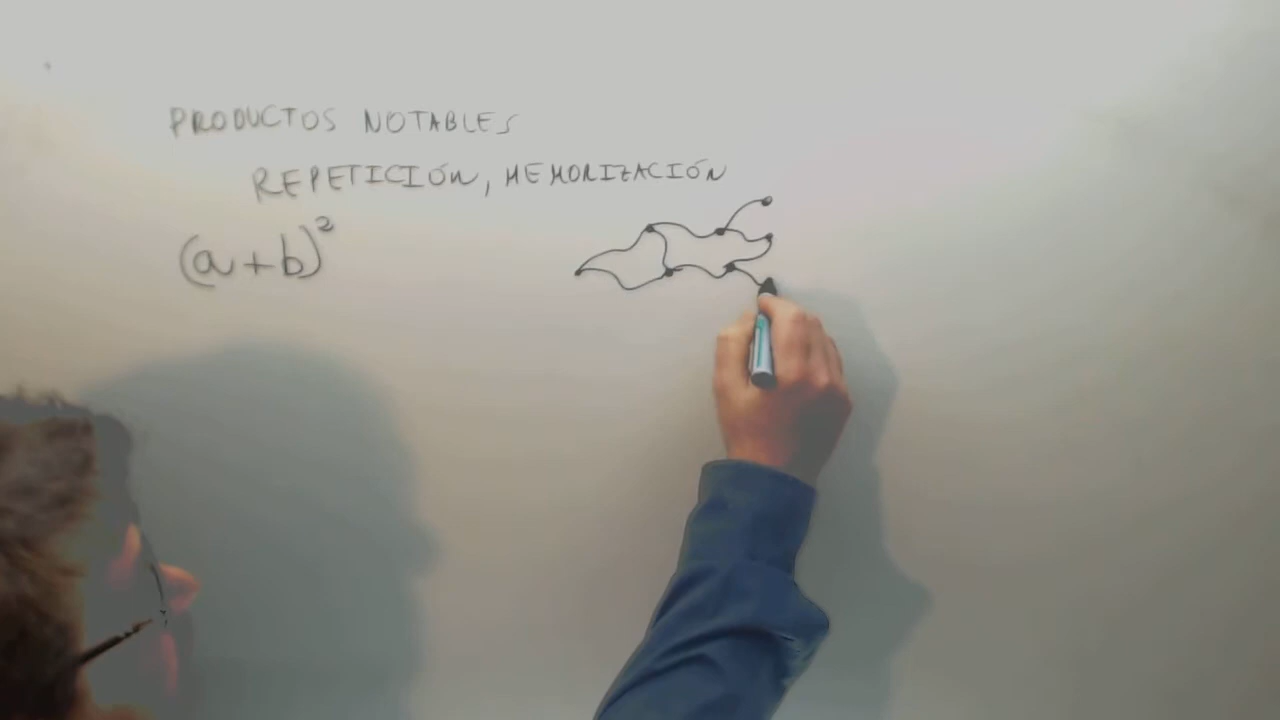 PRODUCTOS NOTABLES
REPETICIÓN, MEMORIZACIÓN
(a+b)²